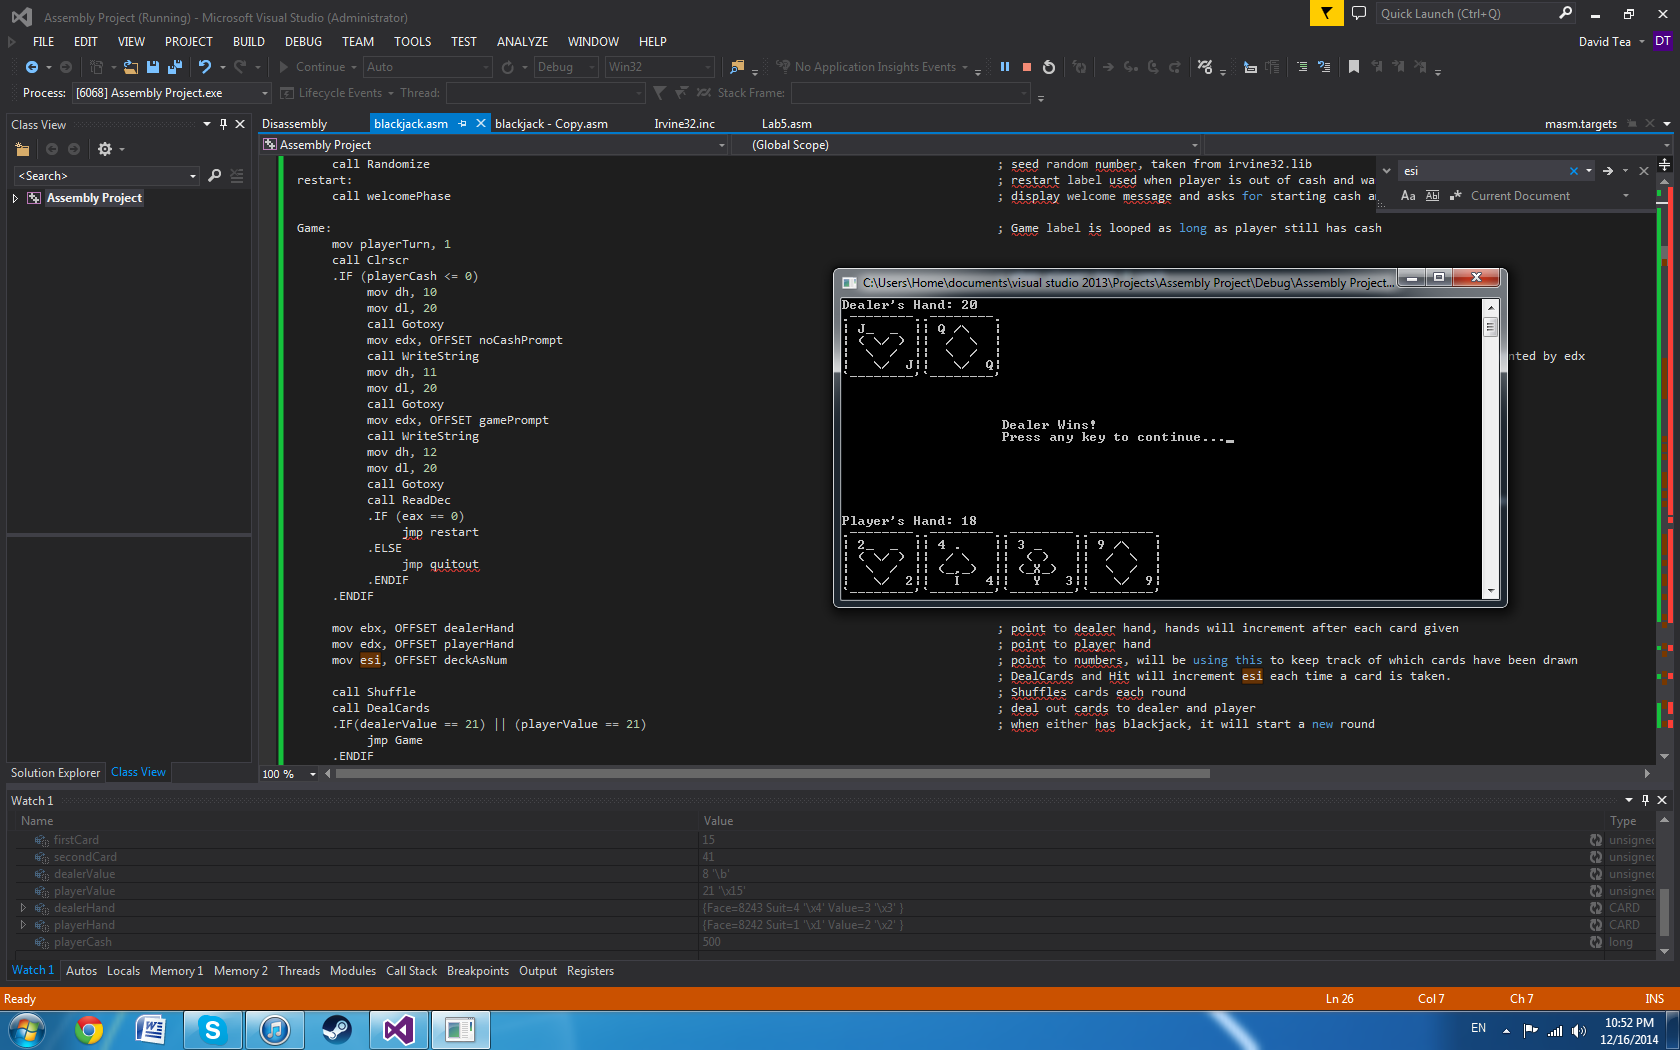 Assembly Project (Running) - Microsoft Visual Studio (Administrator)
Quick Launch (Ctrl+Q)
FILE EDIT VIEW PROJECT BUILD DEBUG TEAM TOOLS TEST ANALYZE WINDOW HELP
David Tea DT
Continue Auto Debug Win32 No Application Insights Events
Process: [6068] Assembly Project.exe Lifecycle Events Thread: Stack Frame:
Class View
<Search>
Assembly Project
Solution Explorer Class View
Disassembly blackjack.asm blackjack - Copy.asm Irvine32.inc Lab5.asm masm.targets
Assembly Project (Global Scope)
esi
Aa Ab Current Document
call Randomize ; seed random number, taken from irvine32.lib
restart: ; restart label used when player is out of cash and wa
call welcomePhase ; display welcome message and asks for starting cash a
Game: ; Game label is looped as long as player still has cash
mov playerTurn, 1
call Clrscr
.IF (playerCash <= 0)
mov dh, 10
mov dl, 20
call Gotoxy
mov edx, OFFSET noCashPrompt
call WriteString nted by edx
mov dh, 11
mov dl, 20
call Gotoxy
mov edx, OFFSET gamePrompt
call WriteString
mov dh, 12
mov dl, 20
call Gotoxy
call ReadDec
.IF (eax == 0)
jmp restart
.ELSE
jmp quitout
.ENDIF
.ENDIF
mov ebx, OFFSET dealerHand ; point to dealer hand, hands will increment after each card given
mov edx, OFFSET playerHand ; point to player hand
mov esi, OFFSET deckAsNum ; point to numbers, will be using this to keep track of which cards have been drawn
; DealCards and Hit will increment esi each time a card is taken.
call Shuffle ; Shuffles cards each round
call DealCards ; deal out cards to dealer and player
.IF(dealerValue == 21) || (playerValue == 21) ; when either has blackjack, it will start a new round
jmp Game
.ENDIF
100 %
C:\Users\Home\documents\visual studio 2013\Projects\Assembly Project\Debug\Assembly Project...
Dealer's Hand: 20
J Q
J Q
Dealer Wins!
Press any key to continue..._
Player's Hand: 18
2 4 3 9
2 4 3 9
Watch 1
Name Value Type
firstCard 15 unsigned
secondCard 41 unsigned
dealerValue 8 '\b' unsigned
playerValue 21 '\x15' unsigned
dealerHand {Face=8243 Suit=4 '\x4' Value=3 '\x3' } CARD
playerHand {Face=8242 Suit=1 '\x1' Value=2 '\x2' } CARD
playerCash 500 long
Watch 1 Autos Locals Memory 1 Memory 2 Threads Modules Call Stack Breakpoints Output Registers
Ready Ln 26 Col 7 Ch 7 INS
EN 10:52 PM
12/16/2014